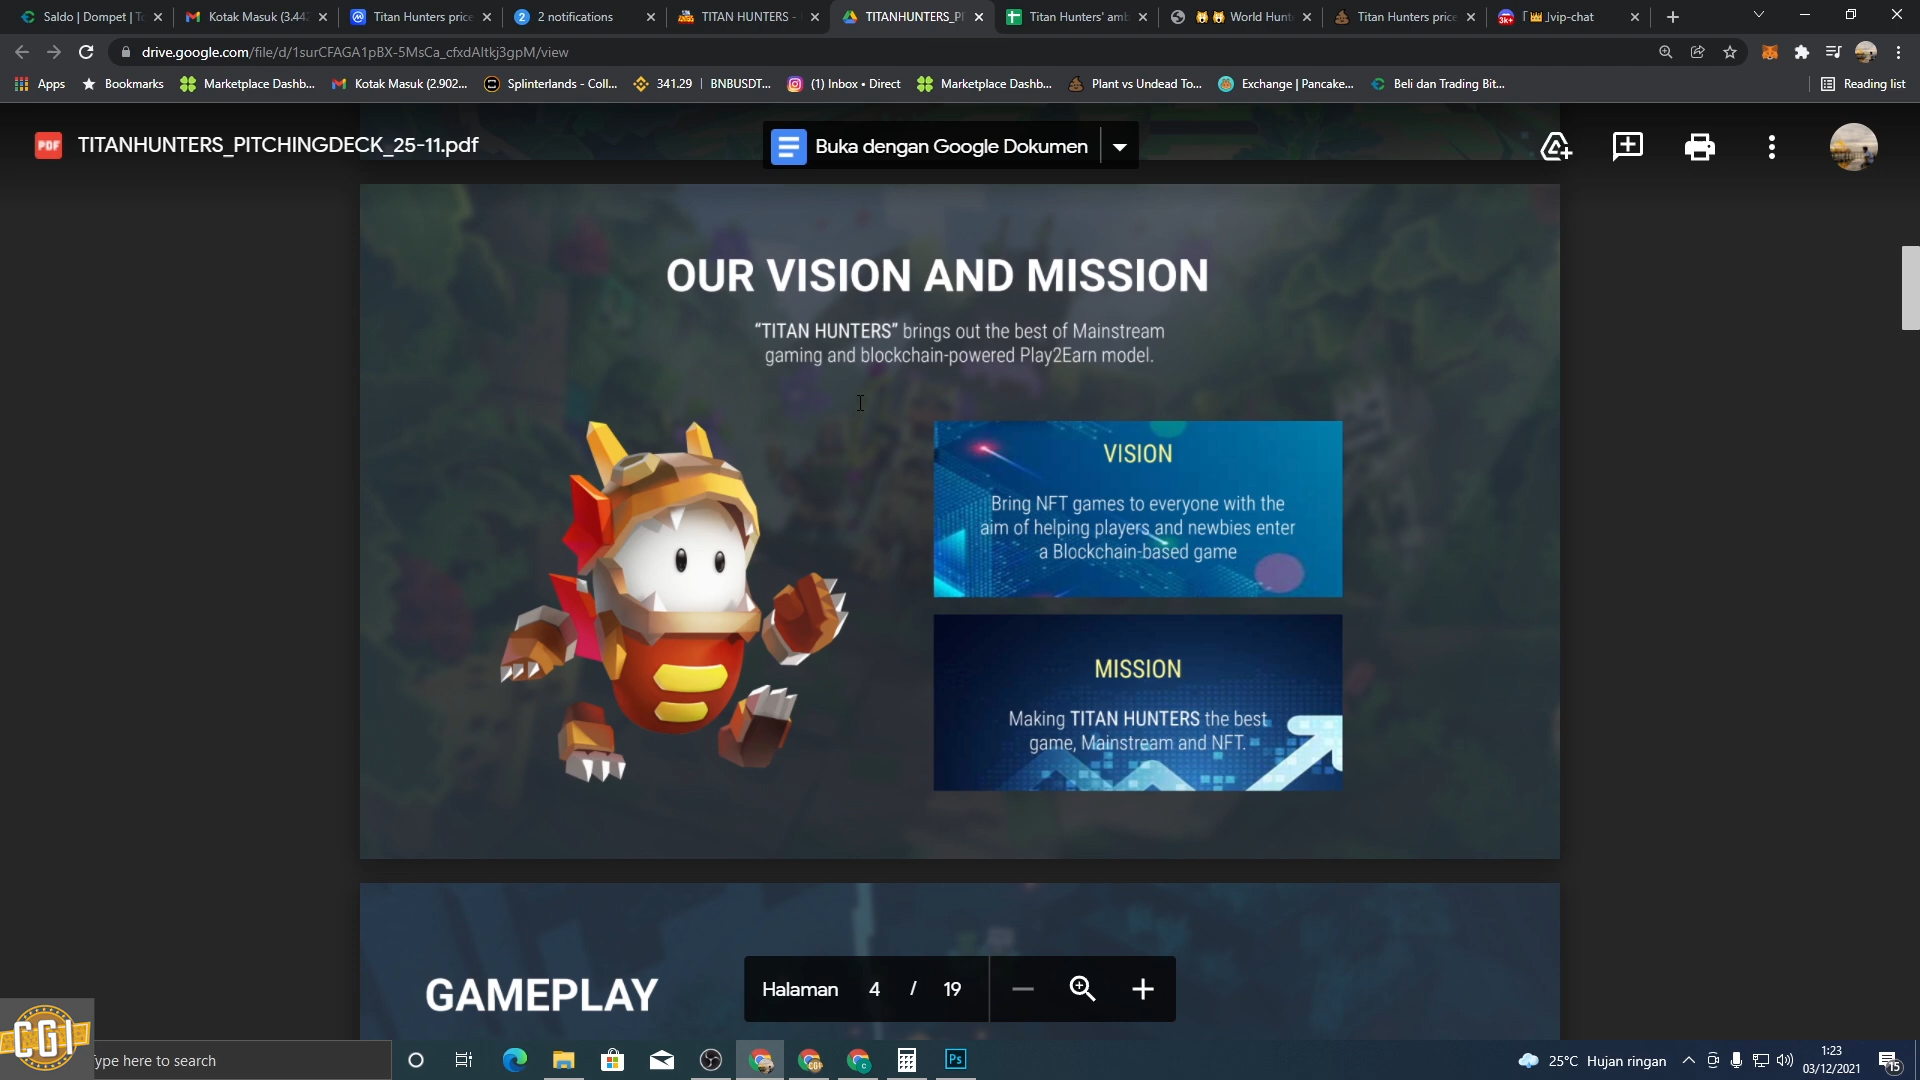 Saldo | Dompet | To
Kotak Masuk (3.442
Titan Hunters price
2 notifications
TITAN HUNTERS -
TITANHUNTERS_PI
Titan Hunters' amb
World Hunt
Titan Hunters price
「👑」vip-chat
drive.google.com/file/d/1surCFAGA1pBX-5MsCa_cfxdAltkj3gpM/view
Apps
Bookmarks
Marketplace Dashb...
Kotak Masuk (2.902...
Splinterlands - Coll...
341.29 | BNBUSDT...
(1) Inbox • Direct
Marketplace Dashb...
Plant vs Undead To...
Exchange | Pancake...
Beli dan Trading Bit...
Reading list
PDF
TITANHUNTERS_PITCHINGDECK_25-11.pdf
Buka dengan Google Dokumen
OUR VISION AND MISSION
“TITAN HUNTERS” brings out the best of Mainstream
gaming and blockchain-powered Play2Earn model.
VISION
Bring NFT games to everyone with the
aim of helping players and newbies enter
a Blockchain-based game
MISSION
Making TITAN HUNTERS the best
game, Mainstream and NFT.
GAMEPLAY
Halaman 4 / 19
CGI
ype here to search
Ps
25°C Hujan ringan
1:23
03/12/2021
15